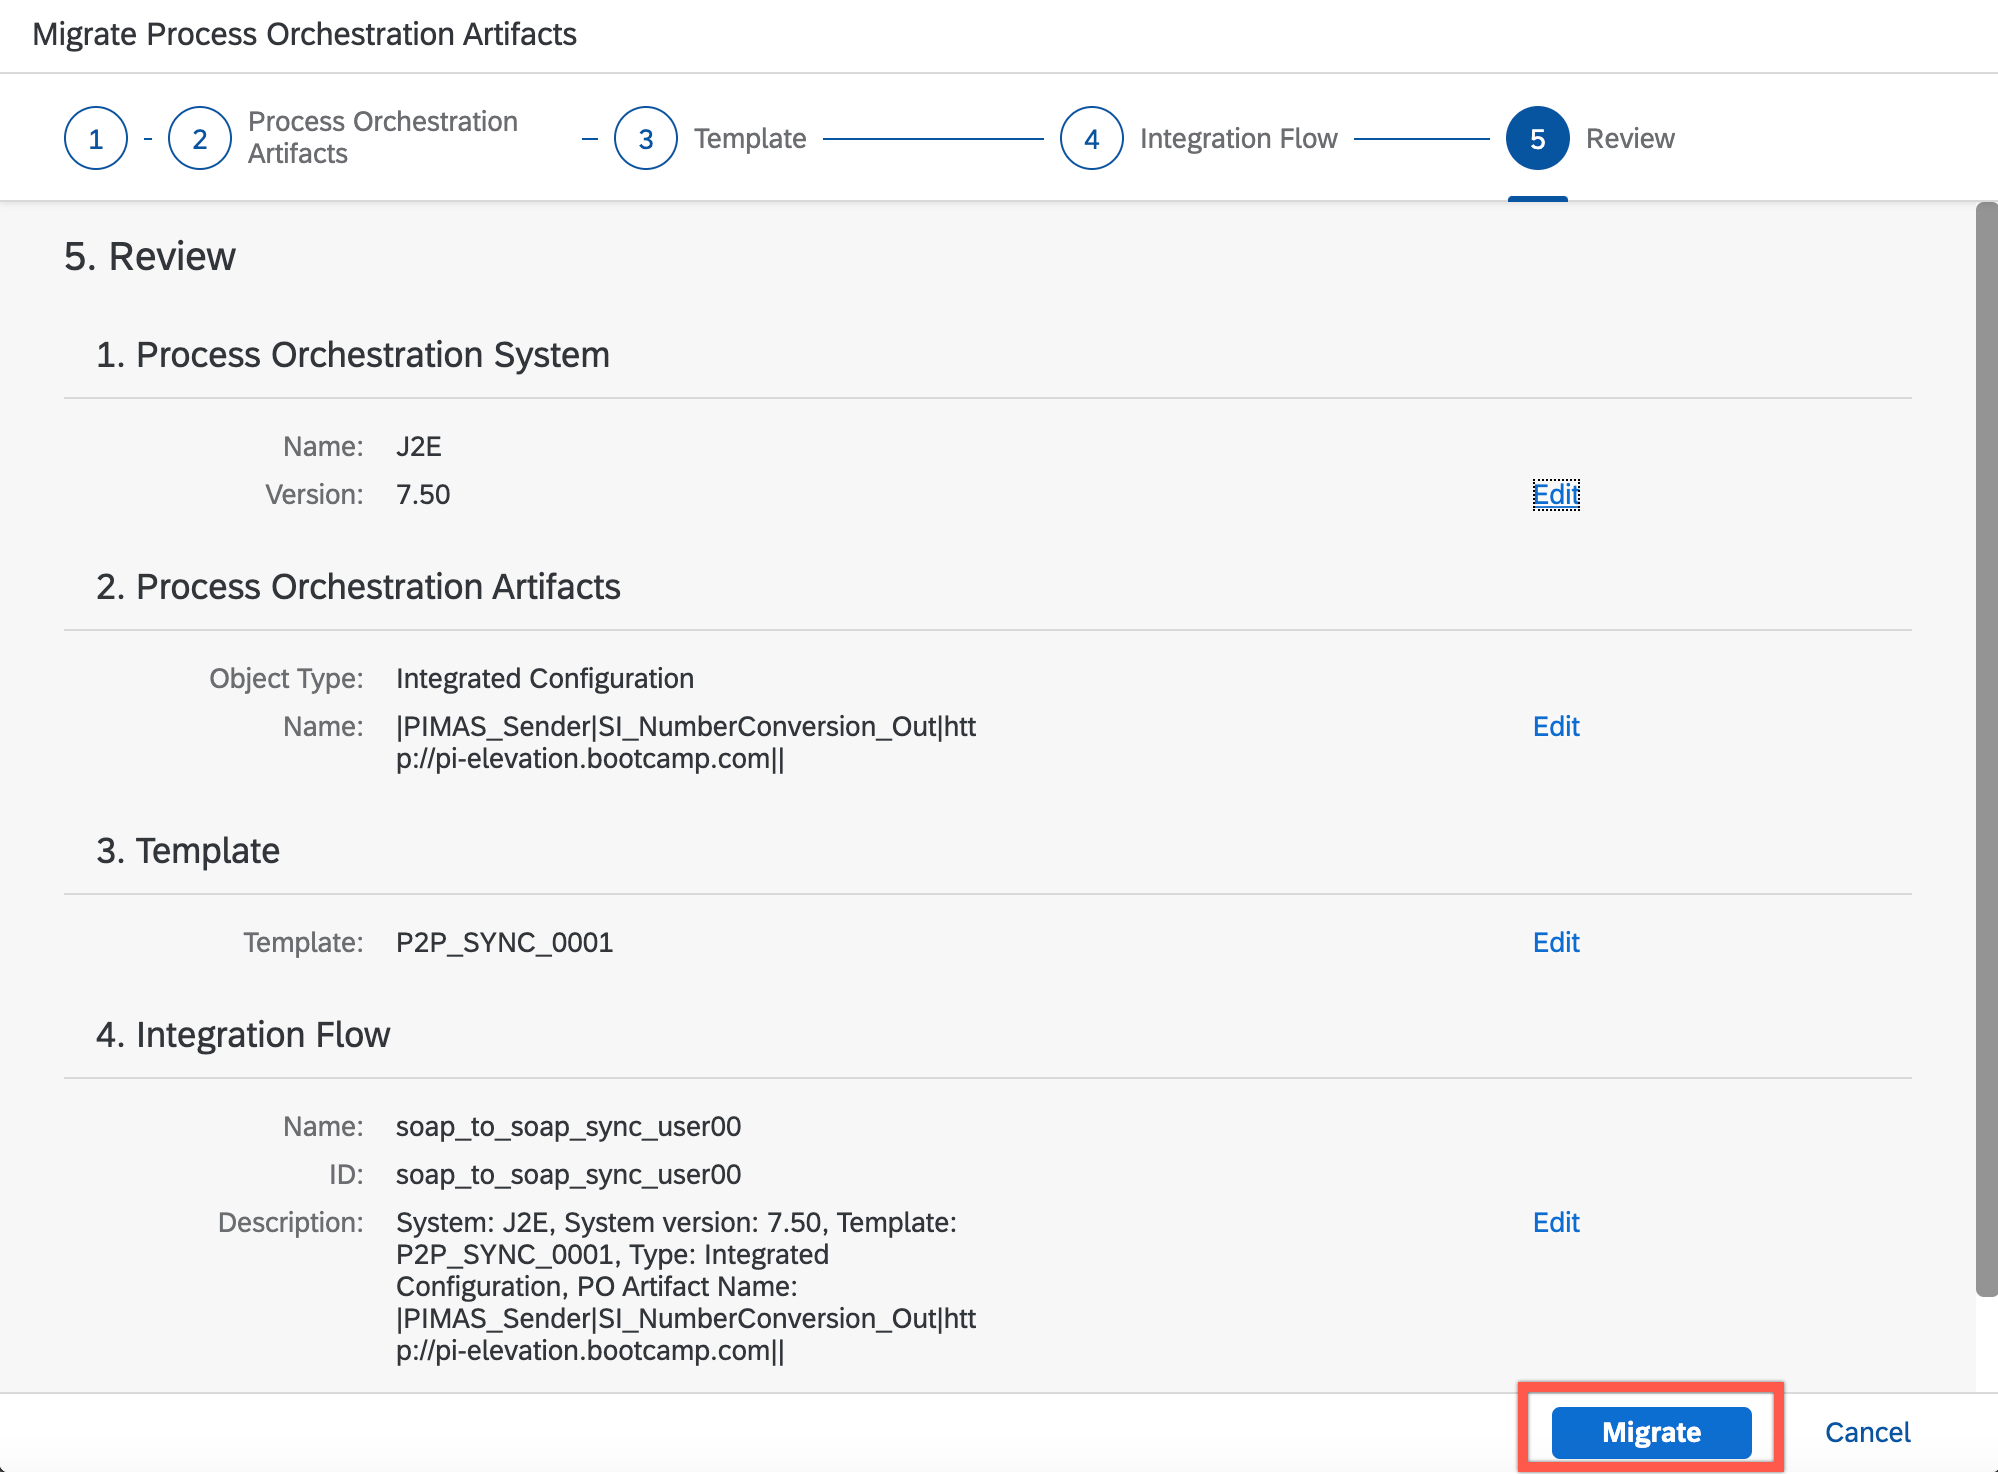 Migrate Process Orchestration Artifacts
1 - 2 Process Orchestration
Artifacts
3 Template
4 Integration Flow
5 Review
5. Review
1. Process Orchestration System
Name: J2E
Version: 7.50 Edit
2. Process Orchestration Artifacts
Object Type: Integrated Configuration
Name: |PIMAS_Sender|SI_NumberConversion_Out|htt Edit
p://pi-elevation.bootcamp.com||
3. Template
Template: P2P_SYNC_0001 Edit
4. Integration Flow
Name: soap_to_soap_sync_user00
ID: soap_to_soap_sync_user00
Description: System: J2E, System version: 7.50, Template: Edit
P2P_SYNC_0001, Type: Integrated
Configuration, PO Artifact Name:
|PIMAS_Sender|SI_NumberConversion_Out|htt
p://pi-elevation.bootcamp.com||
Migrate Cancel